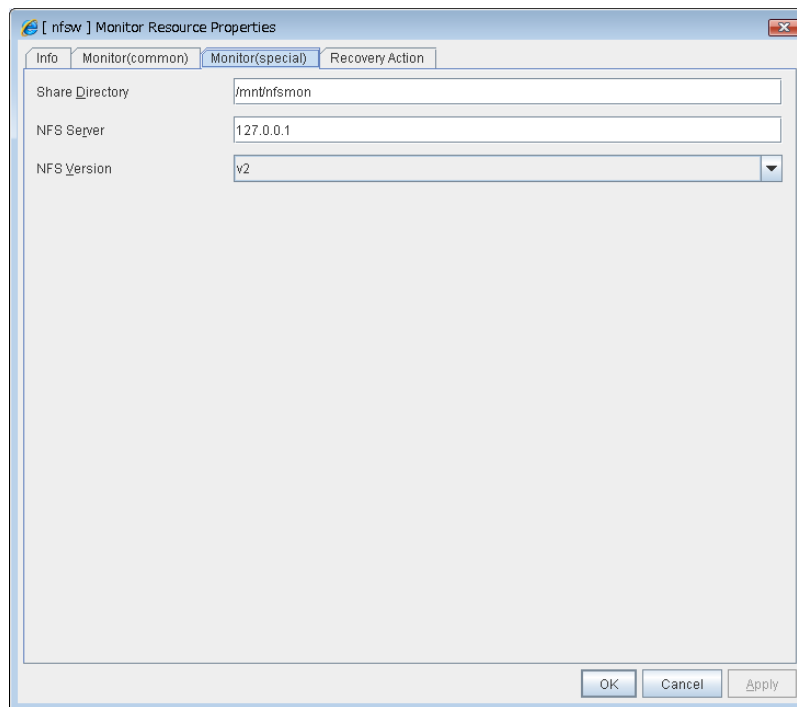 [ nfsw ] Monitor Resource Properties
Info Monitor(common) Monitor(special) Recovery Action
Share Directory /mnt/nfsmon
NFS Server 127.0.0.1
NFS Version v2
OK Cancel Apply